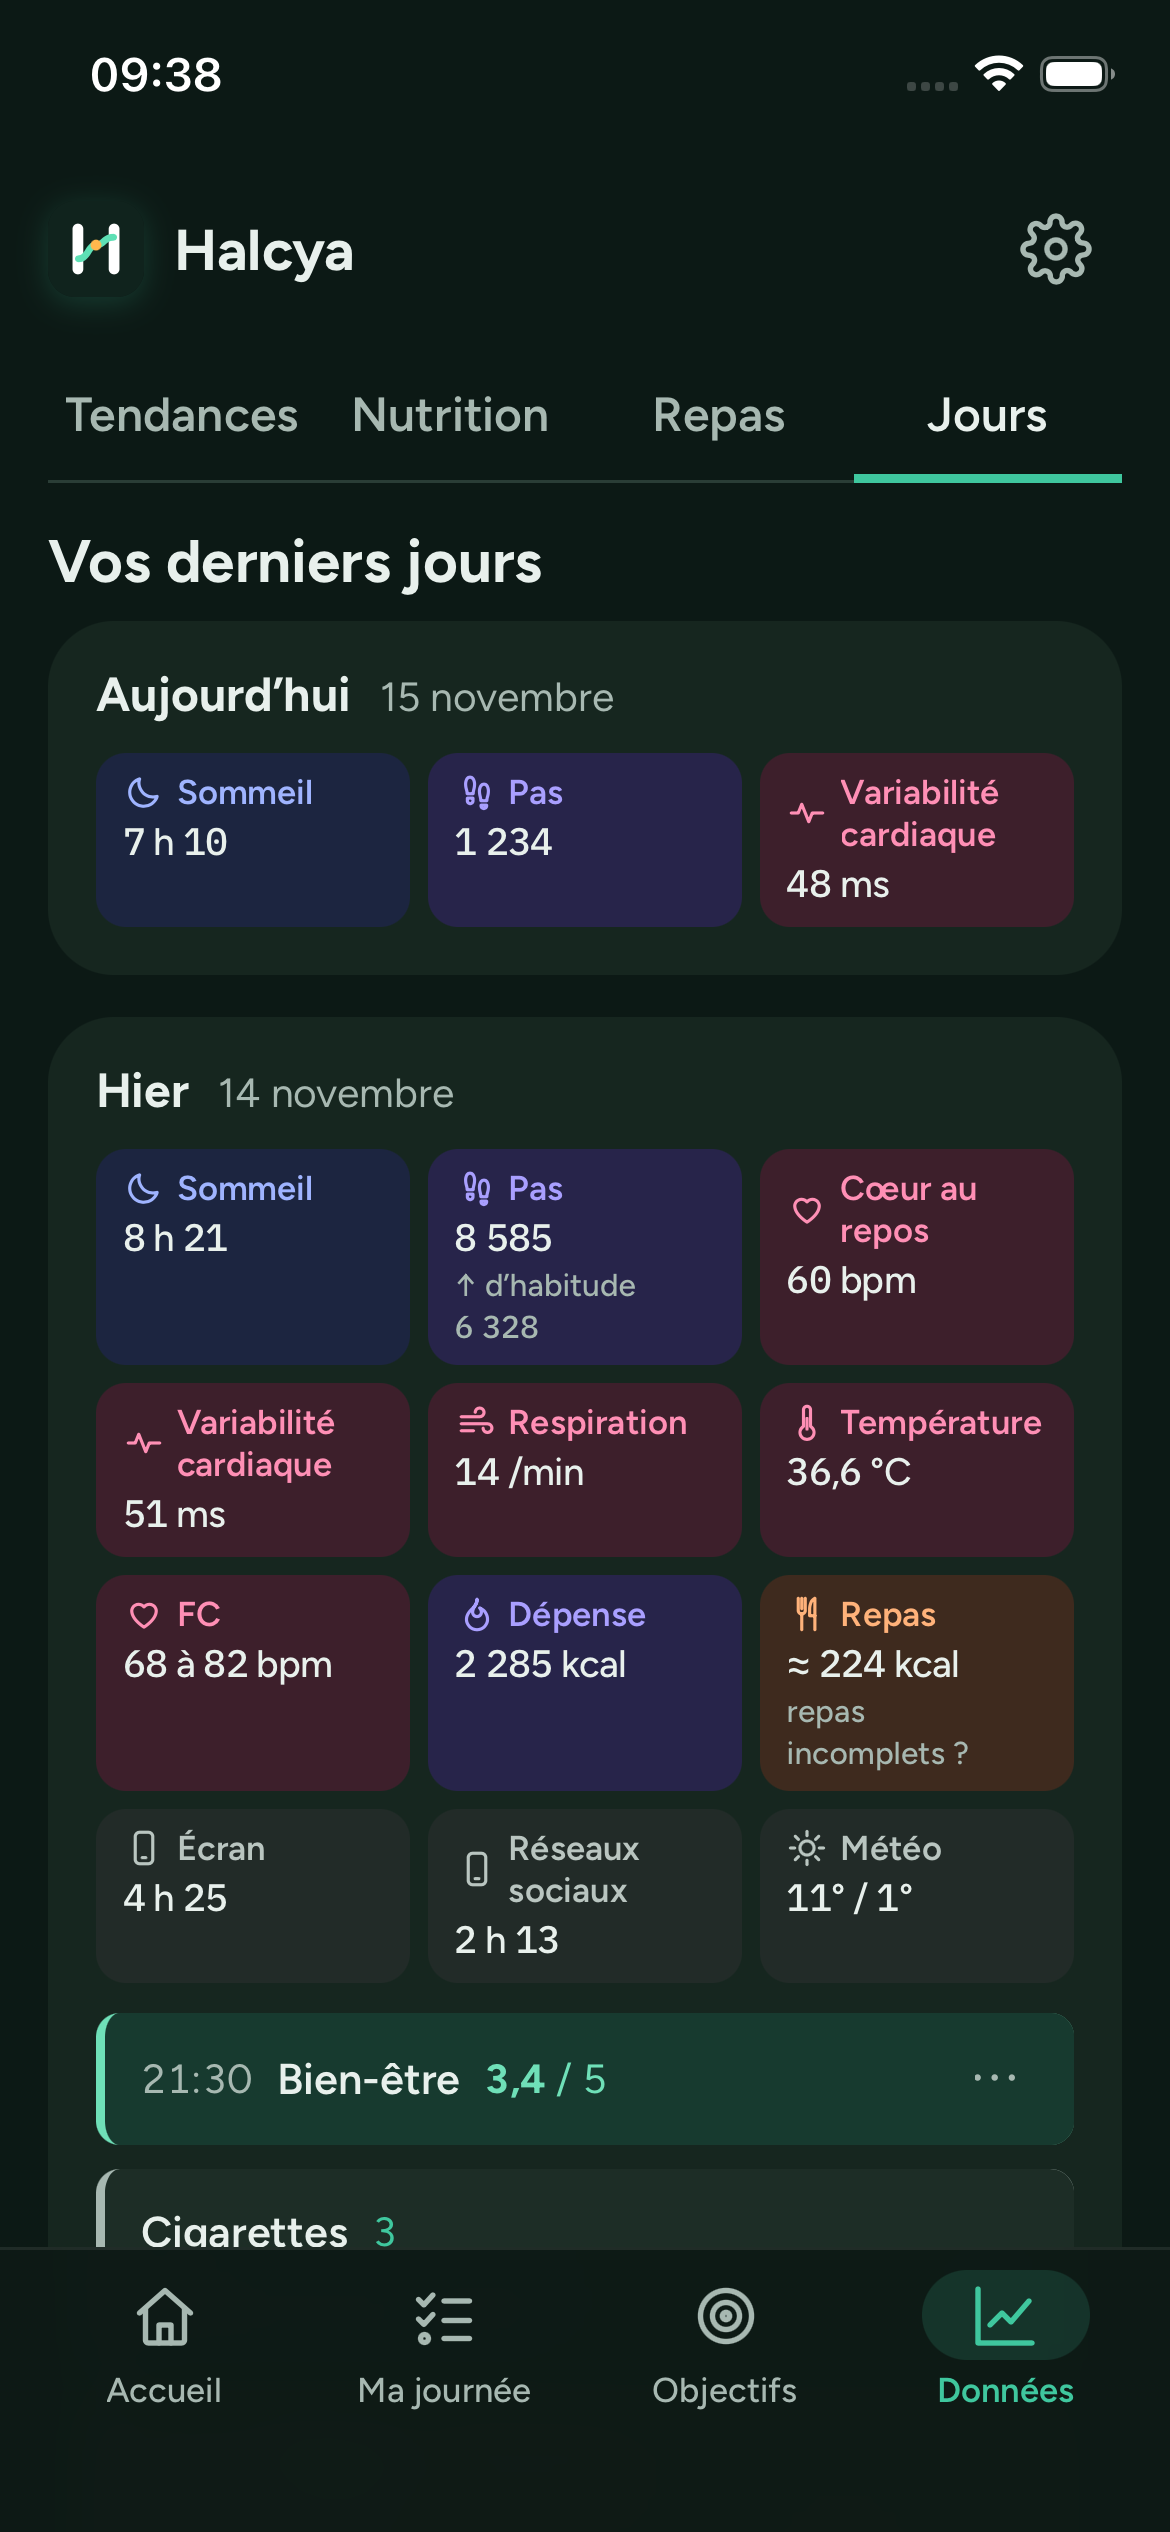 09:38
Halcya
Tendances Nutrition Repas Jours
Vos derniers jours
Aujourd’hui 15 novembre
Sommeil
7 h 10
Pas
1 234
Variabilité
cardiaque
48 ms
Hier 14 novembre
Sommeil
8 h 21
Pas
8 585
↑ d’habitude
6 328
Cœur au
repos
60 bpm
Variabilité
cardiaque
51 ms
Respiration
14 /min
Température
36,6 °C
FC
68 à 82 bpm
Dépense
2 285 kcal
Repas
≈ 224 kcal
repas
incomplets ?
Écran
4 h 25
Réseaux
sociaux
2 h 13
Météo
11° / 1°
21:30 Bien-être 3,4 / 5 ...
Cigarettes 3
Accueil Ma journée Objectifs Données